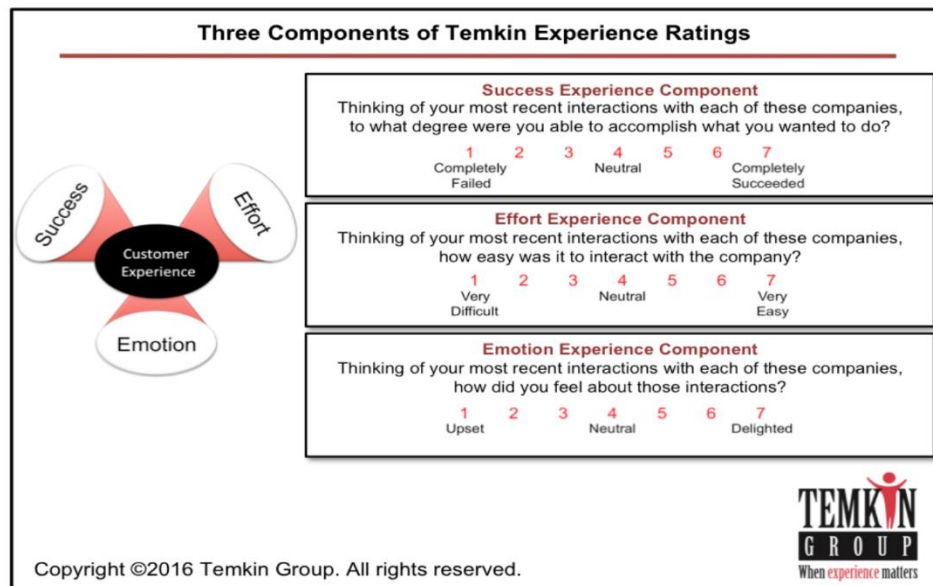 Three Components of Temkin Experience Ratings
Success
Effort
Customer
Experience
Emotion
Success Experience Component
Thinking of your most recent interactions with each of these companies,
to what degree were you able to accomplish what you wanted to do?
1 2 3 4 5 6 7
Completely Neutral Completely
Failed Succeeded
Effort Experience Component
Thinking of your most recent interactions with each of these companies,
how easy was it to interact with the company?
1 2 3 4 5 6 7
Very Neutral Very
Difficult Easy
Emotion Experience Component
Thinking of your most recent interactions with each of these companies,
how did you feel about those interactions?
1 2 3 4 5 6 7
Upset Neutral Delighted
TEMKIN
GROUP
When experience matters
Copyright ©2016 Temkin Group. All rights reserved.